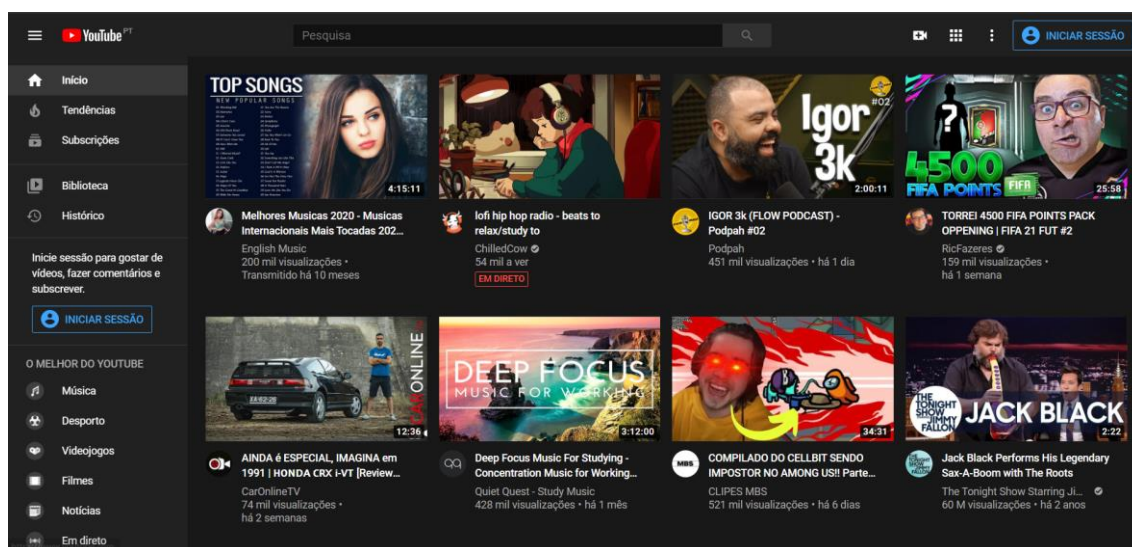 YouTube PT
Pesquisa
INICIAR SESSÃO
Início
Tendências
Subscrições
Biblioteca
Histórico
Inicie sessão para gostar de
vídeos, fazer comentários e
subscrever.
INICIAR SESSÃO
O MELHOR DO YOUTUBE
Música
Desporto
Videojogos
Filmes
Notícias
Em direto
TOP SONGS
NEW POPULAR SONGS
4:15:11
Melhores Musicas 2020 - Musicas
Internacionais Mais Tocadas 202...
English Music
200 mil visualizações •
Transmitido há 10 meses
lofi hip hop radio - beats to
relax/study to
ChilledCow
54 mil a ver
EM DIRETO
Igor
3k
#02
2:00:11
IGOR 3k (FLOW PODCAST) -
Podpah #02
Podpah
451 mil visualizações • há 1 dia
?
4500
FIFA POINTS
FIFA
25:58
TORREI 4500 FIFA POINTS PACK
OPPENING | FIFA 21 FUT #2
RicFazeres
159 mil visualizações •
há 1 semana
CAR ONLINE
12:36
AINDA é ESPECIAL, IMAGINA em
1991 | HONDA CRX i-VT [Review...
CarOnlineTV
74 mil visualizações •
há 2 semanas
DEEP FOCUS
MUSIC FOR WORKING
3:12:00
Deep Focus Music For Studying -
Concentration Music for Working...
Quiet Quest - Study Music
428 mil visualizações • há 1 mês
34:31
MBS
COMPILADO DO CELLBIT SENDO
IMPOSTOR NO AMONG US!! Parte...
CLIPES MBS
521 mil visualizações • há 6 dias
THE
TONIGHT
SHOW
JIMMY
FALLON
JACK BLACK
2:22
Jack Black Performs His Legendary
Sax-A-Boom with The Roots
The Tonight Show Starring Ji...
60 M visualizações • há 2 anos